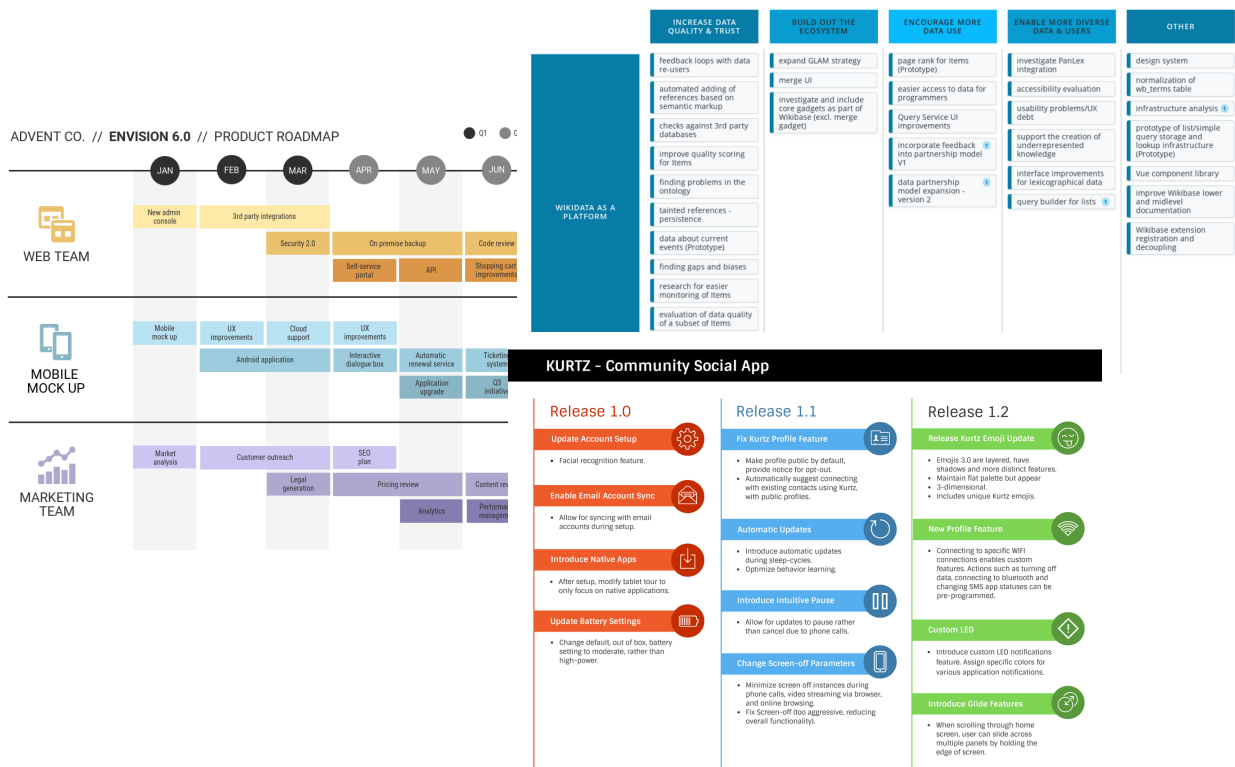 ADVENT CO. // ENVISION 6.0 // PRODUCT ROADMAP
Q1
JAN
FEB
MAR
APR
MAY
JUN
WEB TEAM
New admin
console
3rd party integrations
Security 2.0
On premise backup
Code review
Self-service
portal
API
Shopping cart
improvements
MOBILE
MOCK UP
Mobile
mock up
UX
improvements
Cloud
support
UX
improvements
Android application
Interactive
dialogue box
Automatic
renewal service
Ticketin
system
Application
upgrade
Q3
initiative
MARKETING
TEAM
Market
analysis
Customer outreach
SEO
plan
Legal
generation
Pricing review
Content rev
Analytics
Performa
managem
INCREASE DATA
QUALITY & TRUST
BUILD OUT THE
ECOSYSTEM
ENCOURAGE MORE
DATA USE
ENABLE MORE DIVERSE
DATA & USERS
OTHER
WIKIDATA AS A
PLATFORM
feedback loops with data
re-users
automated adding of
references based on
semantic markup
checks against 3rd party
databases
improve quality scoring
for Items
finding problems in the
ontology
tainted references -
persistence
data about current
events (Prototype)
finding gaps and biases
research for easier
monitoring of Items
evaluation of data quality
of a subset of Items
expand GLAM strategy
merge UI
investigate and include
core gadgets as part of
Wikibase (excl. merge
gadget)
page rank for Items
(Prototype)
easier access to data for
programmers
Query Service UI
improvements
incorporate feedback 1
into partnership model
V1
data partnership 1
model expansion -
version 2
investigate PanLex
integration
accessibility evaluation
usability problems/UX
debt
support the creation of
underrepresented
knowledge
interface improvements
for lexicographical data
query builder for lists 1
design system
normalization of
wb_terms table
infrastructure analysis 1
prototype of list/simple
query storage and
lookup infrastructure
(Prototype)
Vue component library
improve Wikibase lower
and midlevel
documentation
Wikibase extension
registration and
decoupling
KURTZ - Community Social App
Release 1.0
Update Account Setup
• Facial recognition feature.
Enable Email Account Sync
• Allow for syncing with email
accounts during setup.
Introduce Native Apps
• After setup, modify tablet tour to
only focus on native applications.
Update Battery Settings
• Change default, out of box, battery
setting to moderate, rather than
high-power.
Release 1.1
Fix Kurtz Profile Feature
• Make profile public by default,
provide notice for opt-out.
• Automatically suggest connecting
with existing contacts using Kurtz,
with public profiles.
Automatic Updates
• Introduce automatic updates
during sleep-cycles.
• Optimize behavior learning.
Introduce Intuitive Pause
• Allow for updates to pause rather
than cancel due to phone calls.
Change Screen-off Parameters
• Minimize screen off instances during
phone calls, video streaming via browser,
and online browsing.
• Fix Screen-off (too aggressive, reducing
overall functionality).
Release 1.2
Release Kurtz Emoji Update
• Emojis 3.0 are layered, have
shadows and more distinct features.
• Maintain flat palette but appear
• 3-dimensional.
• Includes unique Kurtz emojis.
New Profile Feature
• Connecting to specific WIFI
connections enables custom
features. Actions such as turning off
data, connecting to bluetooth and
changing SMS app statuses can be
pre-programmed.
Custom LED
• Introduce custom LED notifications
feature. Assign specific colors for
various application notifications.
Introduce Glide Features
• When scrolling through home
screen, user can slide across
multiple panels by holding the
edge of screen.